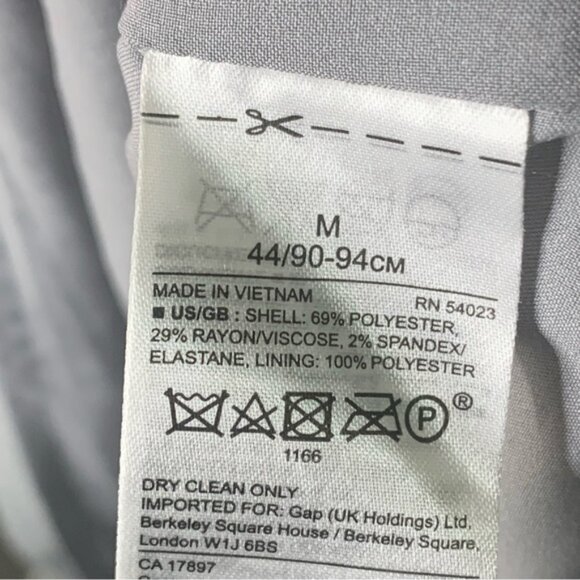 M
44/90-94CM
MADE IN VIETNAM RN 54023
■ US/GB : SHELL: 69% POLYESTER,
29% RAYON/VISCOSE, 2% SPANDEX/
ELASTANE, LINING: 100% POLYESTER
P ®
1166
DRY CLEAN ONLY
IMPORTED FOR: Gap (UK Holdings) Ltd,
Berkeley Square House / Berkeley Square,
London W1J 6BS
CA 17897